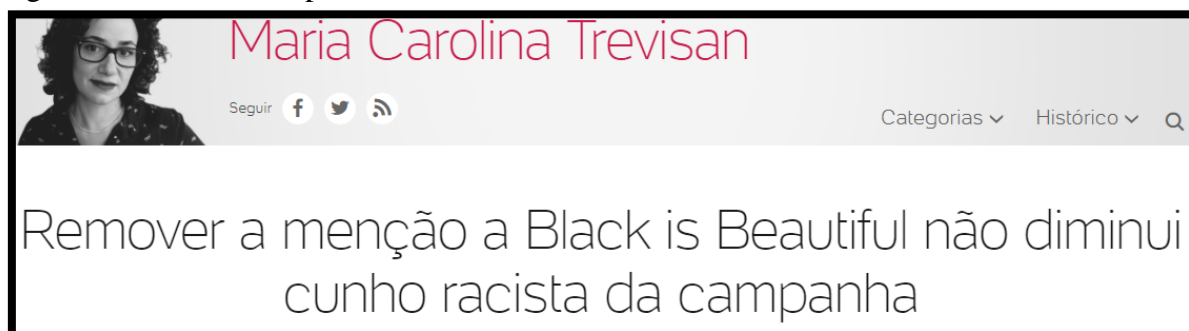 Maria Carolina Trevisan
Seguir
Categorias Histórico
Remover a menção a Black is Beautiful não diminui
cunho racista da campanha